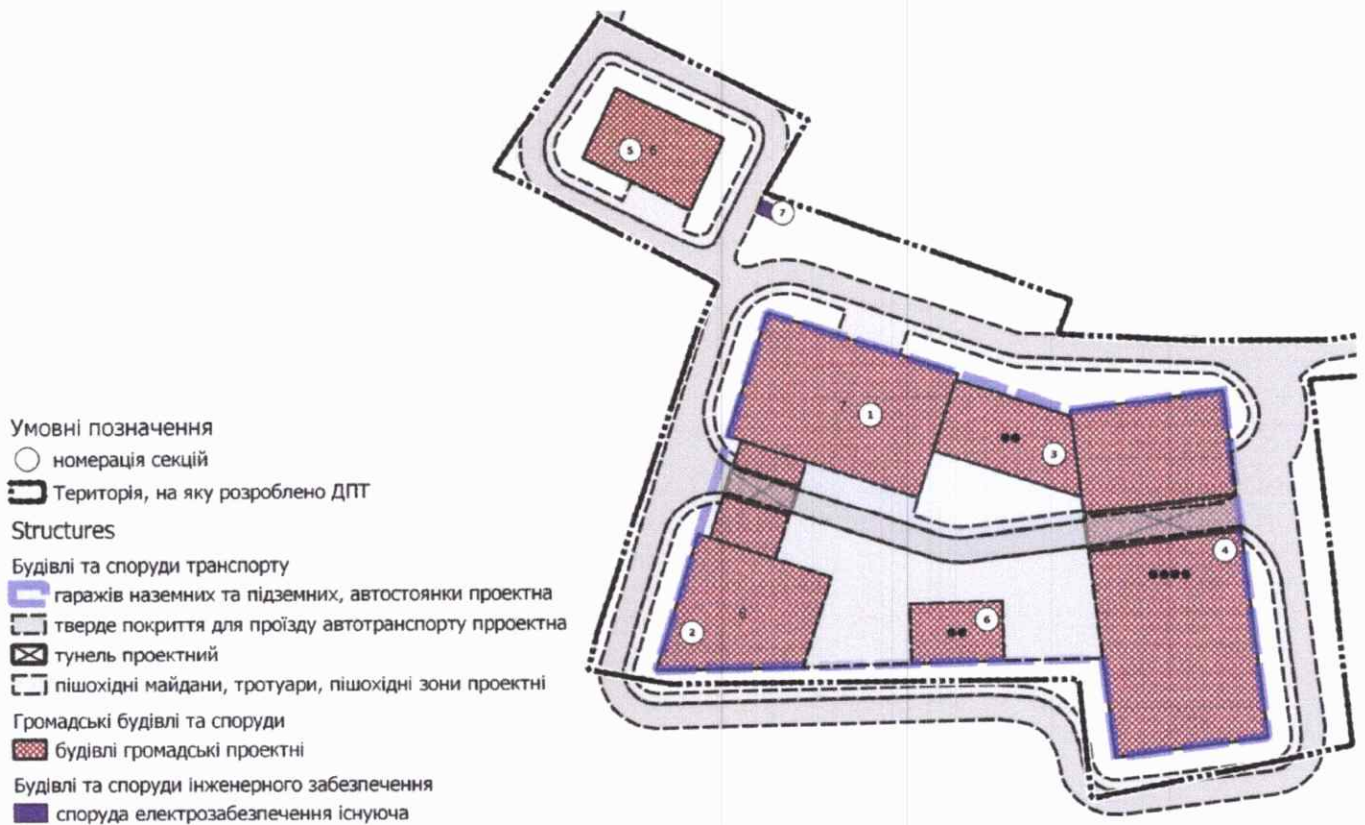 Умовні позначення
номерація секцій
Територія, на яку розроблено ДПТ
Structures
Будівлі та споруди транспорту
гаражів наземних та підземних, автостоянки проектна
тверде покриття для проїзду автотранспорту прроектна
тунель проектний
пішохідні майдани, тротуари, пішохідні зони проектні
Громадські будівлі та споруди
будівлі громадські проектні
Будівлі та споруди інженерного забезпечення
споруда електрозабезпечення існуюча
5
7
1
3
4
2
6